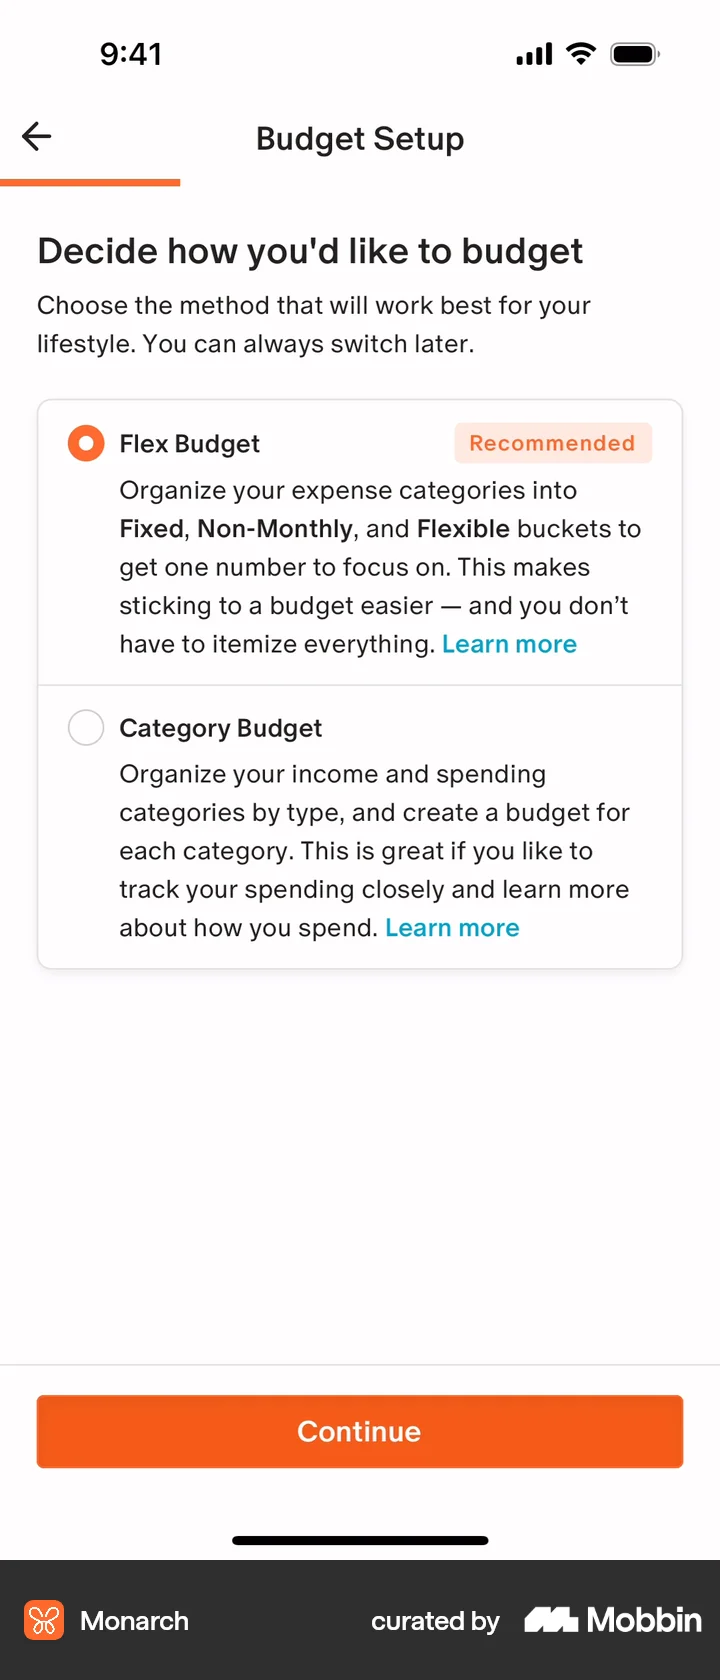 9:41
Budget Setup
Decide how you'd like to budget
Choose the method that will work best for your
lifestyle. You can always switch later.
Flex Budget
Recommended
Organize your expense categories into
Fixed, Non-Monthly, and Flexible buckets to
get one number to focus on. This makes
sticking to a budget easier — and you don’t
have to itemize everything. Learn more
Category Budget
Organize your income and spending
categories by type, and create a budget for
each category. This is great if you like to
track your spending closely and learn more
about how you spend. Learn more
Continue
Monarch
curated by Mobbin